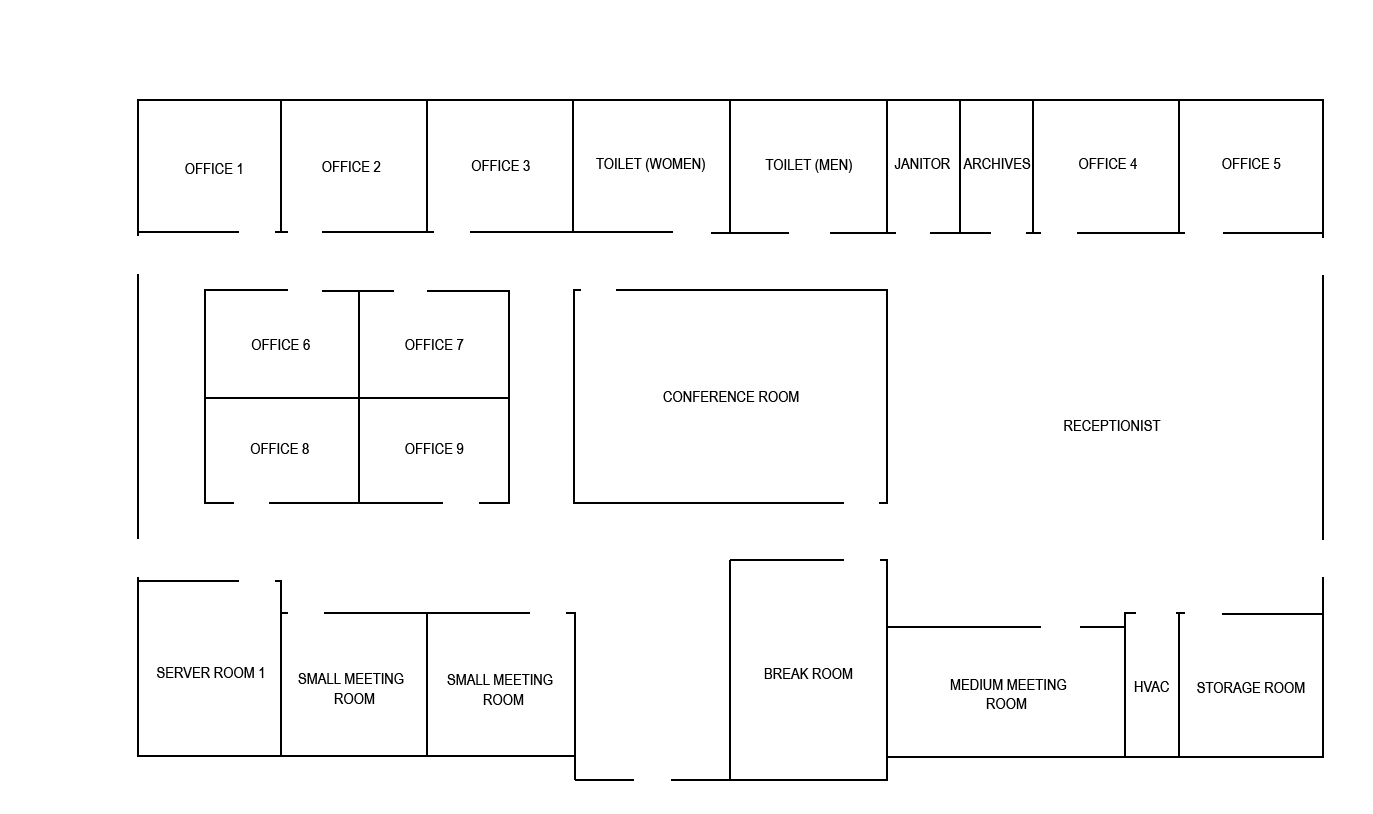 OFFICE 1
OFFICE 2
OFFICE 3
TOILET (WOMEN)
TOILET (MEN)
JANITOR
ARCHIVES
OFFICE 4
OFFICE 5
OFFICE 6
OFFICE 7
CONFERENCE ROOM
RECEPTIONIST
OFFICE 8
OFFICE 9
SERVER ROOM 1
SMALL MEETING
ROOM
SMALL MEETING
ROOM
BREAK ROOM
MEDIUM MEETING
ROOM
HVAC
STORAGE ROOM